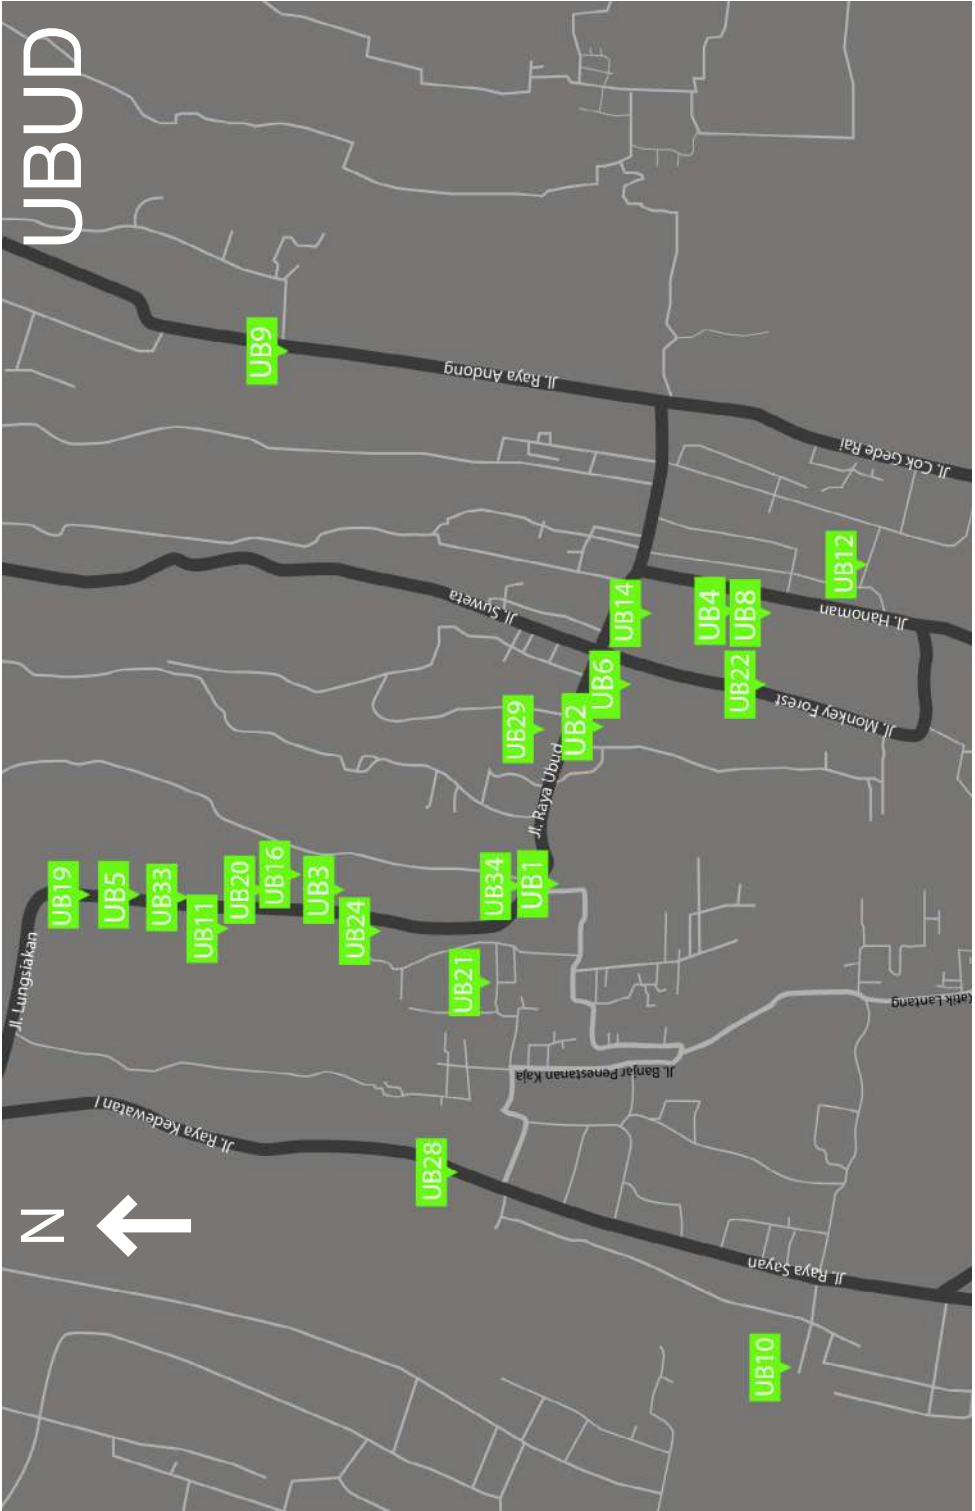 UBUD
UB9
Jl. Raya Andong
Jl. Cok Gede Rai
UB12
UB14
UB4
UB8
Jl. Hanoman
Jl. Suweta
UB6
UB22
UB29
UB2
Jl. Monkey Forest
Jl. Raya Ubud
UB19
UB5
UB33
UB11
UB20
UB16
UB3
UB24
UB34
UB1
UB21
Jl. Lungsiakan
Katik Lantang
Jl. Banjar Penestanan Kaja
Jl. Raya Kedewatan I
UB28
N
Jl. Raya Sayan
UB10